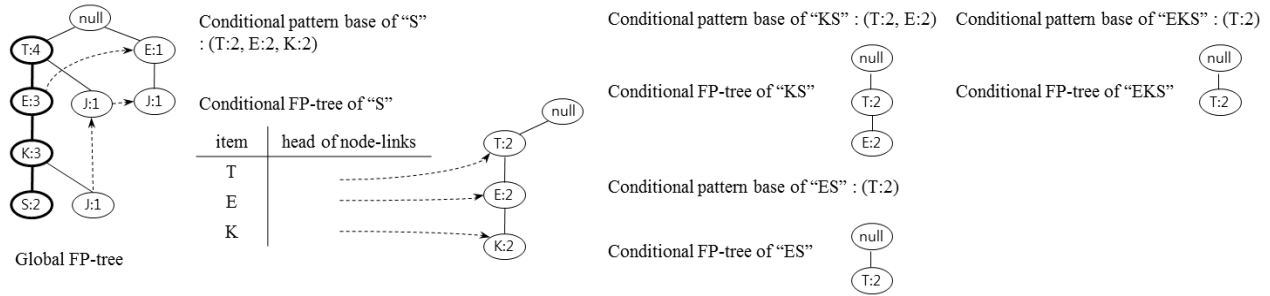 null
T:4
E:1
E:3
J:1
J:1
K:3
S:2
J:1
Global FP-tree
Conditional pattern base of “S”
: (T:2, E:2, K:2)
Conditional FP-tree of “S”
item head of node-links
T
E
K
null
T:2
E:2
K:2
Conditional pattern base of “KS” : (T:2, E:2)
Conditional FP-tree of “KS”
null
T:2
E:2
Conditional pattern base of “ES” : (T:2)
Conditional FP-tree of “ES”
null
T:2
Conditional pattern base of “EKS” : (T:2)
Conditional FP-tree of “EKS”
null
T:2